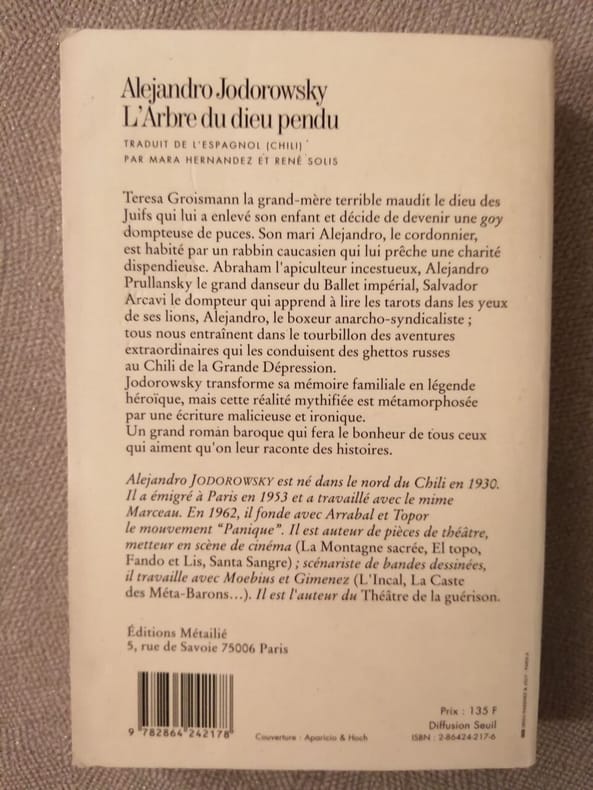 Alejandro Jodorowsky
L'Arbre du dieu pendu
TRADUIT DE L'ESPAGNOL (CHILI)
PAR MARA HERNANDEZ ET RENÉ SOLIS
Teresa Groismann la grand-mère terrible maudit le dieu des
Juifs qui lui a enlevé son enfant et décide de devenir une goy
dompteuse de puces. Son mari Alejandro, le cordonnier,
est habité par un rabbin caucasien qui lui prêche une charité
dispendieuse. Abraham l'apiculteur incestueux, Alejandro
Prullansky le grand danseur du Ballet impérial, Salvador
Arcavi le dompteur qui apprend à lire les tarots dans les yeux
de ses lions, Alejandro, le boxeur anarcho-syndicaliste ;
tous nous entraînent dans le tourbillon des aventures
extraordinaires qui les conduisent des ghettos russes
au Chili de la Grande Dépression.
Jodorowsky transforme sa mémoire familiale en légende
héroïque, mais cette réalité mythifiée est métamorphosée
par une écriture malicieuse et ironique.
Un grand roman baroque qui fera le bonheur de tous ceux
qui aiment qu'on leur raconte des histoires.
Alejandro JODOROWSKY est né dans le nord du Chili en 1930.
Il a émigré à Paris en 1953 et a travaillé avec le mime
Marceau. En 1962, il fonde avec Arrabal et Topor
le mouvement "Panique". Il est auteur de pièces de théâtre,
metteur en scène de cinéma (La Montagne sacrée, El topo,
Fando et Lis, Santa Sangre) ; scénariste de bandes dessinées,
il travaille avec Moebius et Gimenez (L'Incal, La Caste
des Méta-Barons...). Il est l'auteur du Théâtre de la guérison.
Éditions Métailié
5, rue de Savoie 75006 Paris
9 782864 242178
Couverture : Aparicio & Hoch
Prix : 135 F
Diffusion Seuil
ISBN : 2-86424-217-6